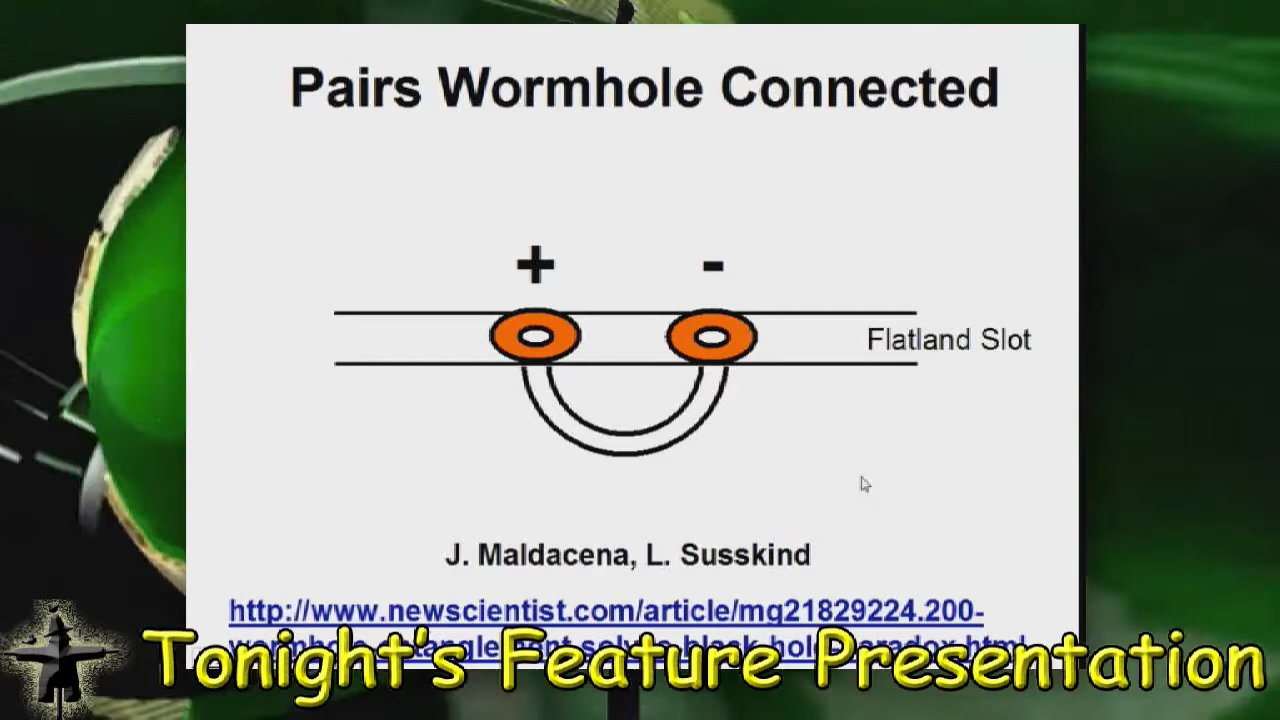 Pairs Wormhole Connected
+ -
Flatland Slot
J. Maldacena, L. Susskind
http://www.newscientist.com/article/mg21829224.200-
Tonight's Feature Presentation